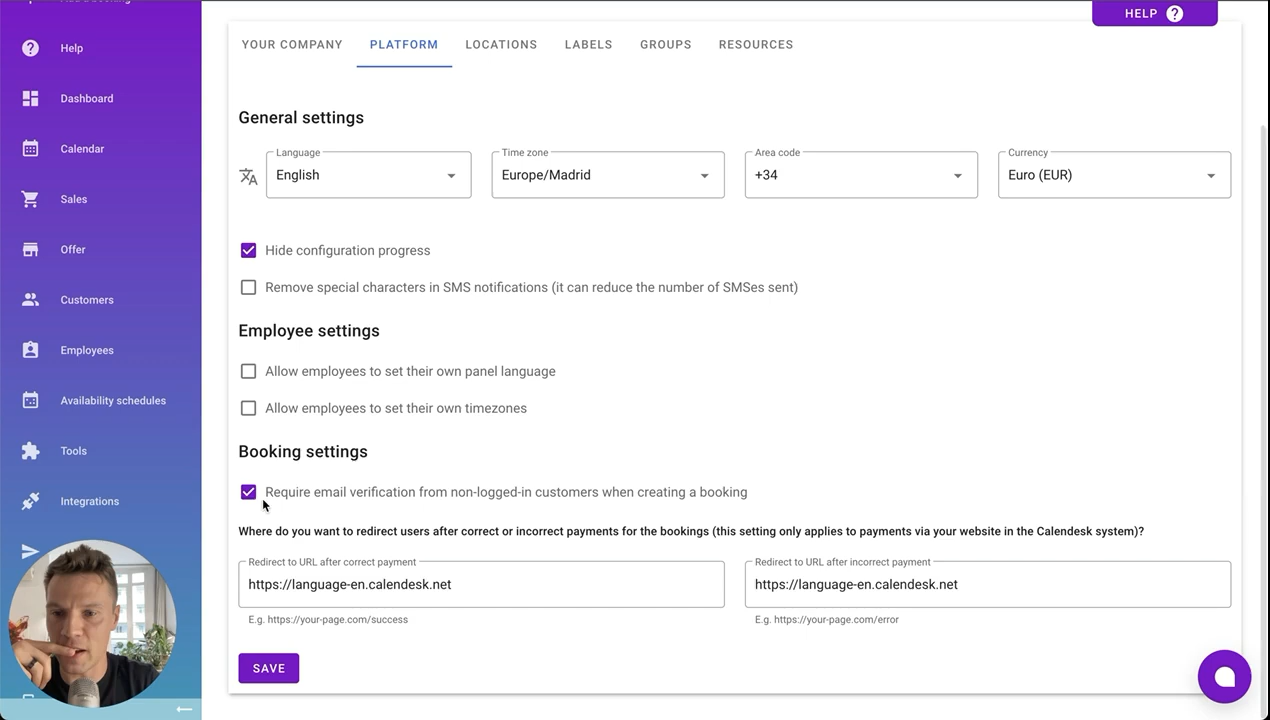 HELP
Help
Dashboard
Calendar
Sales
Offer
Customers
Employees
Availability schedules
Tools
Integrations
YOUR COMPANY
PLATFORM
LOCATIONS
LABELS
GROUPS
RESOURCES
General settings
Language
English
Time zone
Europe/Madrid
Area code
+34
Currency
Euro (EUR)
Hide configuration progress
Remove special characters in SMS notifications (it can reduce the number of SMSes sent)
Employee settings
Allow employees to set their own panel language
Allow employees to set their own timezones
Booking settings
Require email verification from non-logged-in customers when creating a booking
Where do you want to redirect users after correct or incorrect payments for the bookings (this setting only applies to payments via your website in the Calendesk system)?
Redirect to URL after correct payment
https://language-en.calendesk.net
E.g. https://your-page.com/success
Redirect to URL after incorrect payment
https://language-en.calendesk.net
E.g. https://your-page.com/error
SAVE